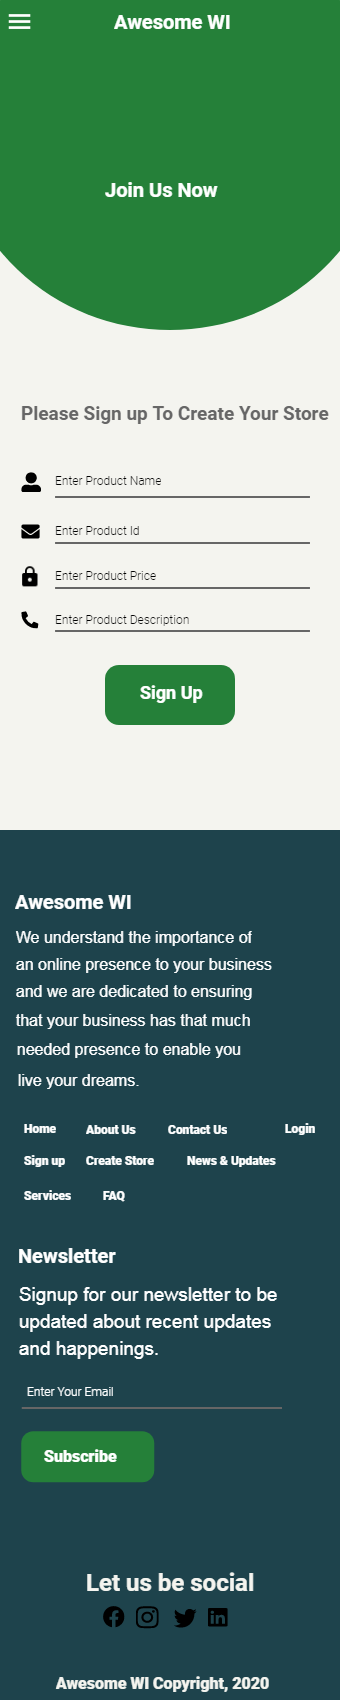 Awesome WI
Join Us Now
Please Sign up To Create Your Store
Enter Product Name
Enter Product Id
Enter Product Price
Enter Product Description
Sign Up
Awesome WI
We understand the importance of
an online presence to your business
and we are dedicated to ensuring
that your business has that much
needed presence to enable you
live your dreams.
Home About Us Contact Us Login
Sign up Create Store News & Updates
Services FAQ
Newsletter
Signup for our newsletter to be
updated about recent updates
and happenings.
Enter Your Email
Subscribe
Let us be social
Awesome WI Copyright, 2020